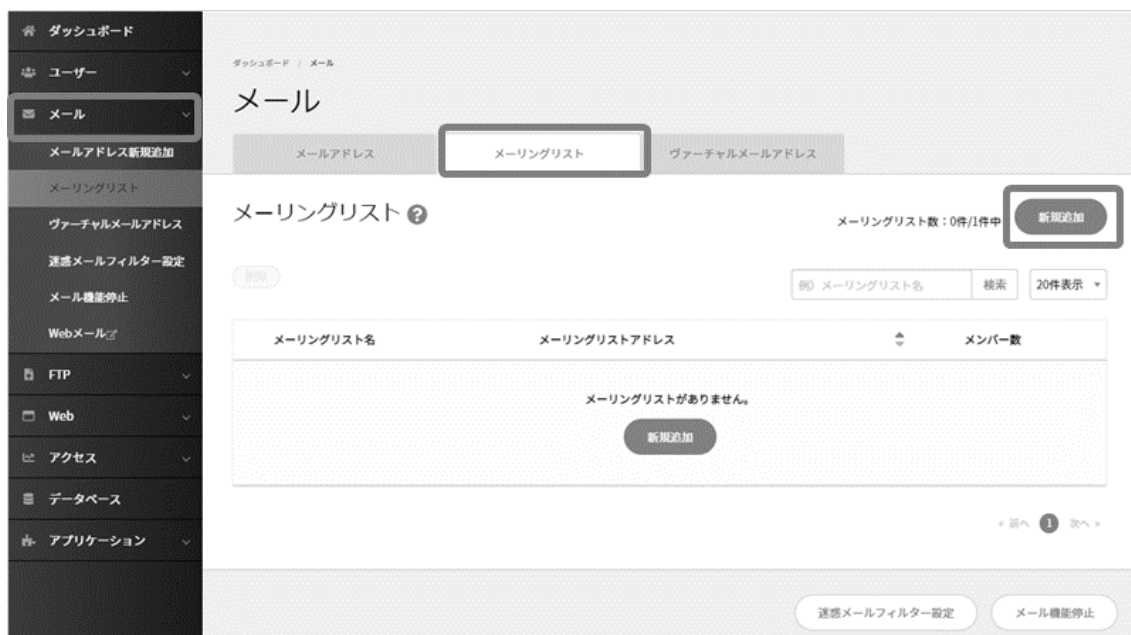 ダッシュボード
ユーザー
メール
メールアドレス新規追加
メーリングリスト
ヴァーチャルメールアドレス
迷惑メールフィルター設定
メール機能停止
Webメール
FTP
Web
アクセス
データベース
アプリケーション
ダッシュボード / メール
メール
メールアドレス
メーリングリスト
ヴァーチャルメールアドレス
メーリングリスト ?
メーリングリスト数：0件/1件中
新規追加
削除
例）メーリングリスト名
検索
20件表示
メーリングリスト名
メーリングリストアドレス
メンバー数
メーリングリストがありません。
新規追加
« 前へ 1 次へ »
迷惑メールフィルター設定
メール機能停止